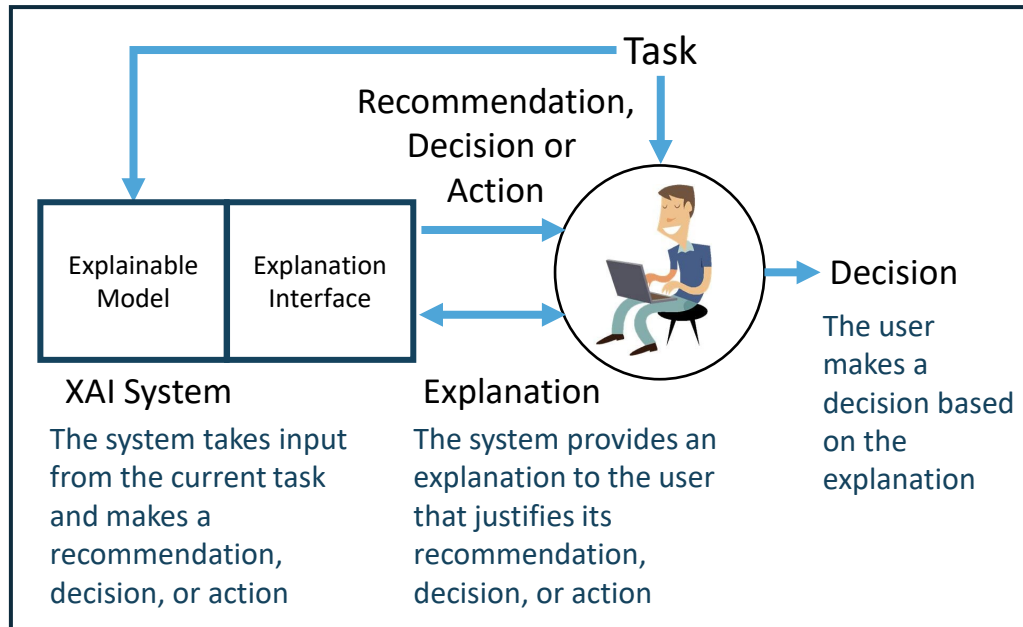 Task
Recommendation,
Decision or
Action
Explainable
Model
Explanation
Interface
Decision
XAI System
The system takes input
from the current task
and makes a
recommendation,
decision, or action
Explanation
The system provides an
explanation to the user
that justifies its
recommendation,
decision, or action
The user
makes a
decision based
on the
explanation